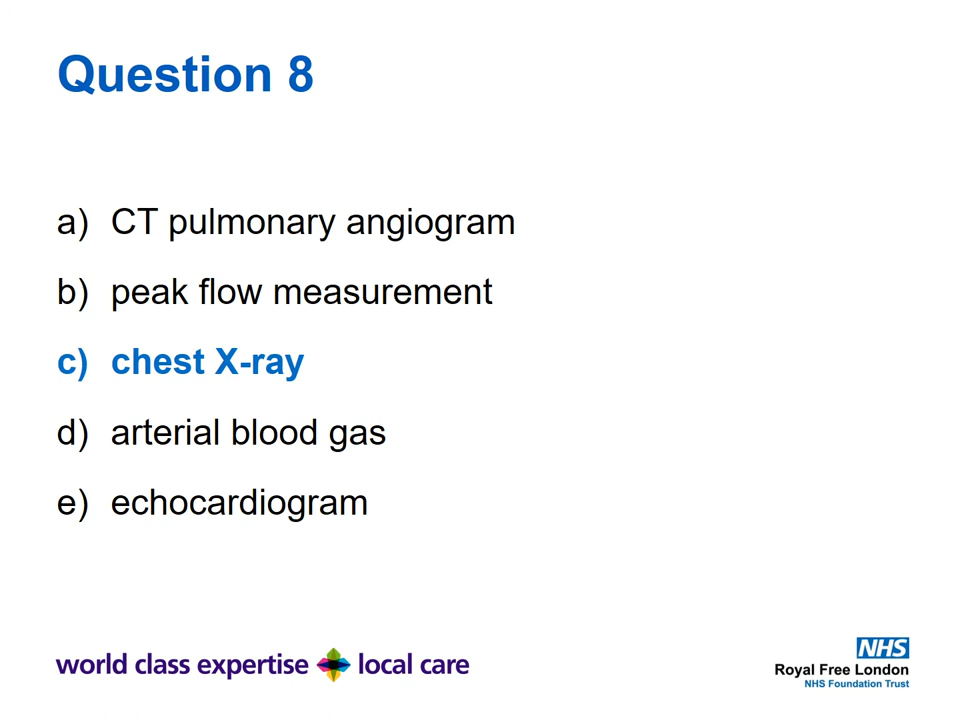 Question 8
a) CT pulmonary angiogram
b) peak flow measurement
c) chest X-ray
d) arterial blood gas
e) echocardiogram
world class expertise local care
NHS
Royal Free London
NHS Foundation Trust